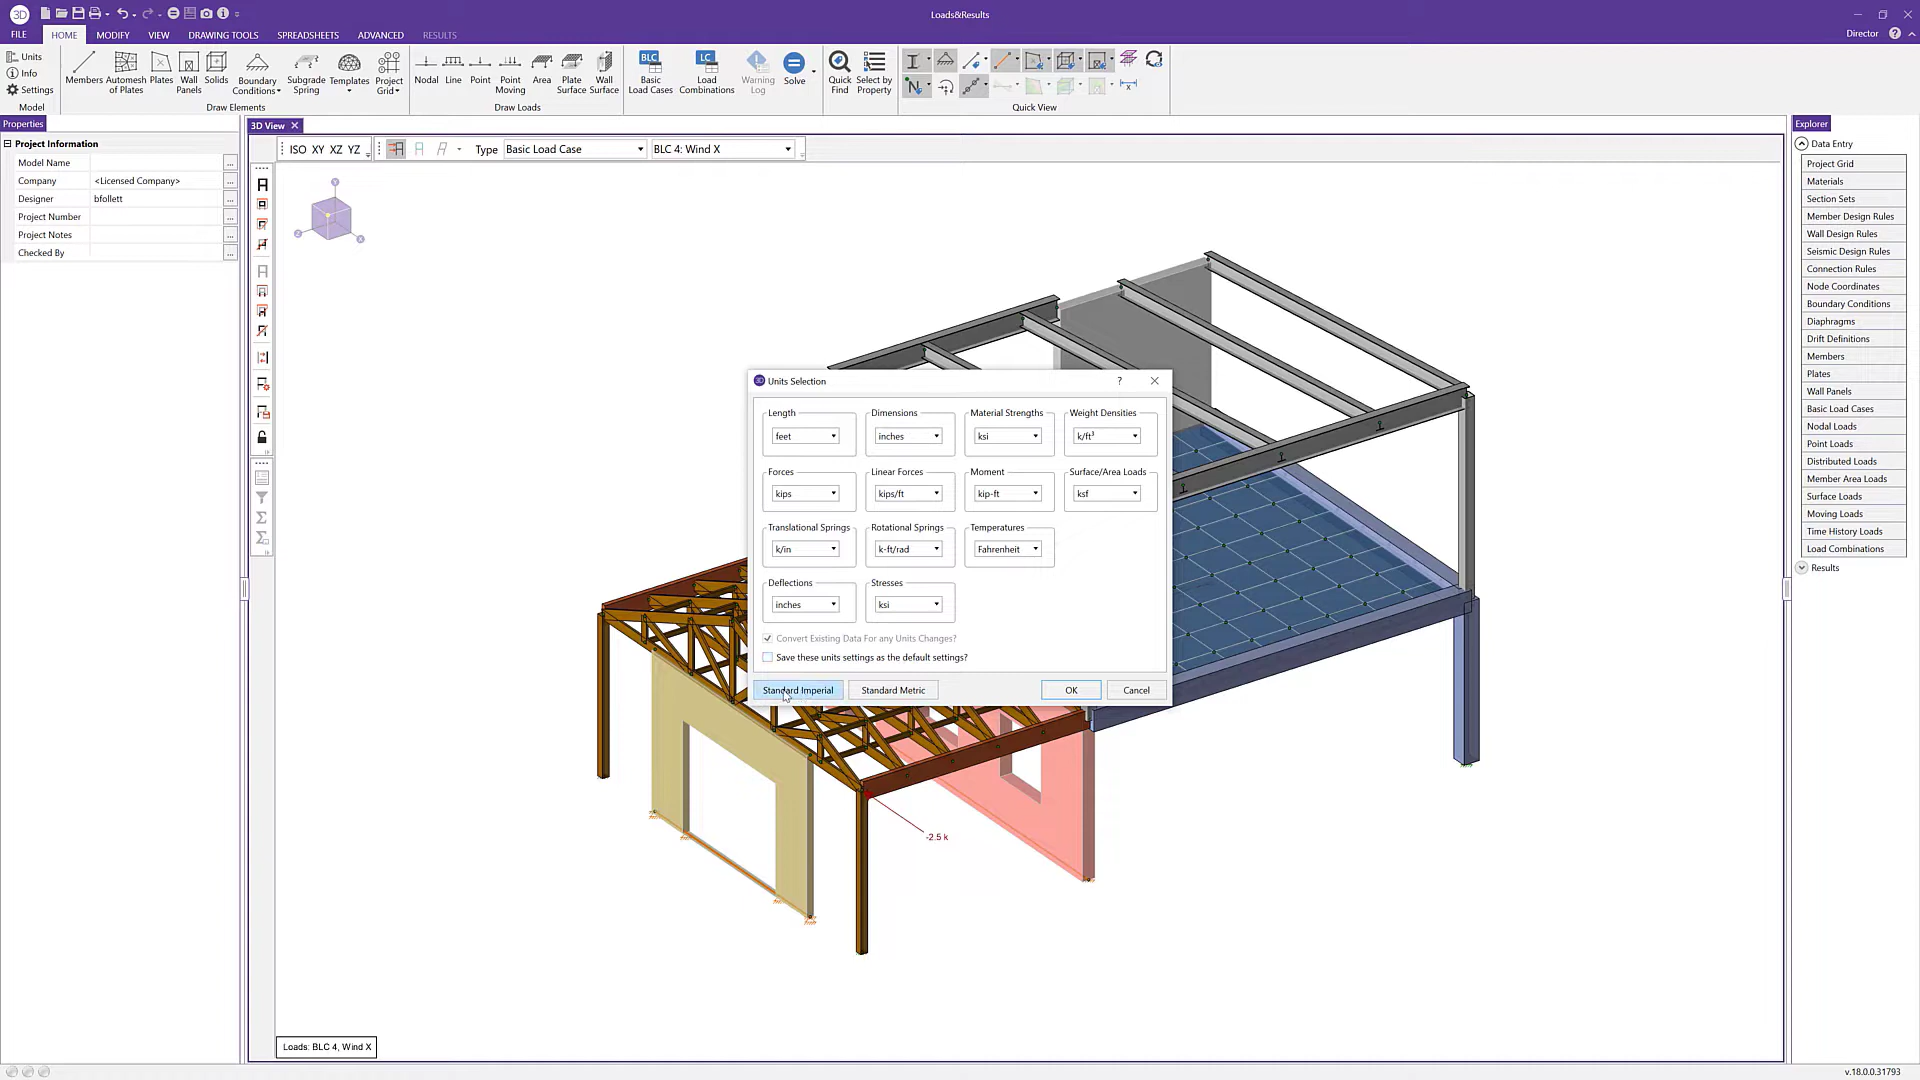 3D
Loads&Results
FILE HOME MODIFY VIEW DRAWING TOOLS SPREADSHEETS ADVANCED RESULTS
Director
Units
Info
Settings
Model
Members
Automesh of Plates
Plates
Wall Panels
Solids
Boundary Conditions
Subgrade Spring
Templates
Project Grid
Draw Elements
Nodal
Line
Point
Point Moving
Area
Plate Surface
Wall Surface
Draw Loads
BLC
Basic Load Cases
LC
Load Combinations
Warning Log
Solve
Quick Find
Select by Property
Quick View
Properties
Project Information
Model Name ...
Company <Licensed Company> ...
Designer bfollett ...
Project Number ...
Project Notes ...
Checked By ...
3D View
ISO XY XZ YZ
Type Basic Load Case BLC 4: Wind X
Y
Z
X
Units Selection ?
Length Dimensions Material Strengths Weight Densities
feet inches ksi k/ft³
Forces Linear Forces Moment Surface/Area Loads
kips kips/ft kip-ft ksf
Translational Springs Rotational Springs Temperatures
k/in k-ft/rad Fahrenheit
Deflections Stresses
inches ksi
Convert Existing Data For any Units Changes?
Save these units settings as the default settings?
Standard Imperial Standard Metric OK Cancel
-2.5 k
Loads: BLC 4, Wind X
Explorer
Data Entry
Project Grid
Materials
Section Sets
Member Design Rules
Wall Design Rules
Seismic Design Rules
Connection Rules
Node Coordinates
Boundary Conditions
Diaphragms
Drift Definitions
Members
Plates
Wall Panels
Basic Load Cases
Nodal Loads
Point Loads
Distributed Loads
Member Area Loads
Surface Loads
Moving Loads
Time History Loads
Load Combinations
Results
v.18.0.0.31793